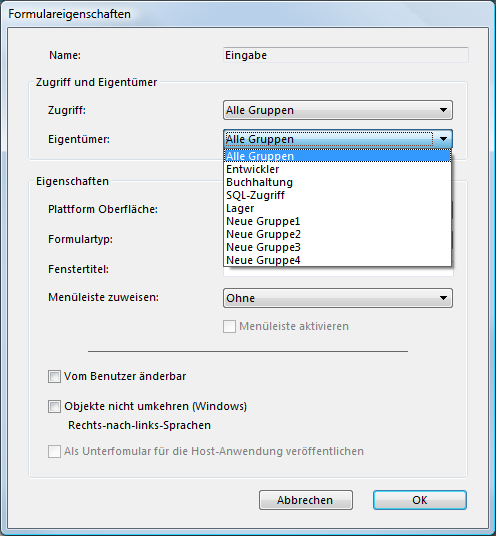 Formulareigenschaften
Name: Eingabe
Zugriff und Eigentümer
Zugriff: Alle Gruppen
Eigentümer: Alle Gruppen
Alle Gruppen
Entwickler
Eigenschaften Buchhaltung
SQL-Zugriff
Plattform Oberfläche: Lager
Neue Gruppe1
Formulartyp: Neue Gruppe2
Neue Gruppe3
Fenstertitel: Neue Gruppe4
Menüleiste zuweisen: Ohne
Menüleiste aktivieren
Vom Benutzer änderbar
Objekte nicht umkehren (Windows)
Rechts-nach-links-Sprachen
Als Unterfomular für die Host-Anwendung veröffentlichen
Abbrechen OK